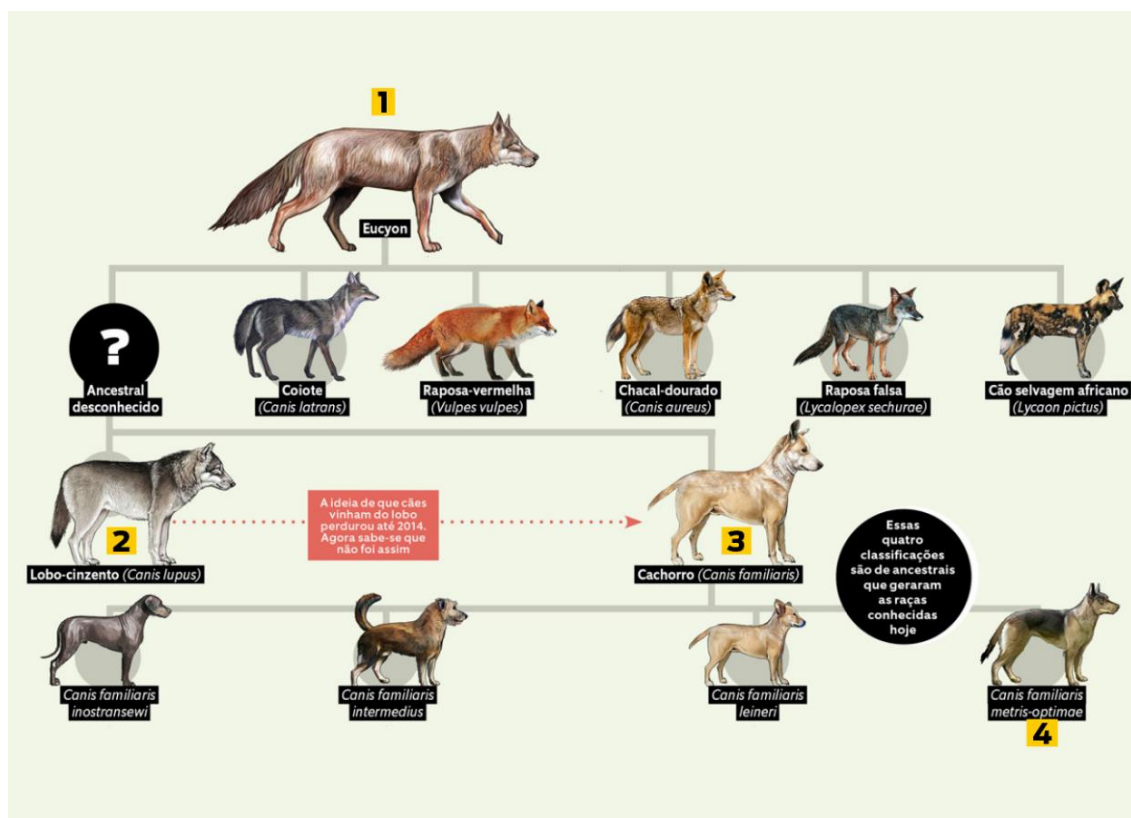 1
Eucyon
?
Ancestral
desconhecido
Coiote
(Canis latrans)
Raposa-vermelha
(Vulpes vulpes)
Chacal-dourado
(Canis aureus)
Raposa falsa
(Lycalopex sechurae)
Cão selvagem africano
(Lycaon pictus)
2
Lobo-cinzento (Canis lupus)
A ideia de que cães
vinham do lobo
perdurou até 2014.
Agora sabe-se que
não foi assim
3
Cachorro (Canis familiaris)
Essas
quatro
classificações
são de ancestrais
que geraram
as raças
conhecidas
hoje
Canis familiaris
inostransewi
Canis familiaris
intermedius
Canis familiaris
leineri
Canis familiaris
metris-optimae
4